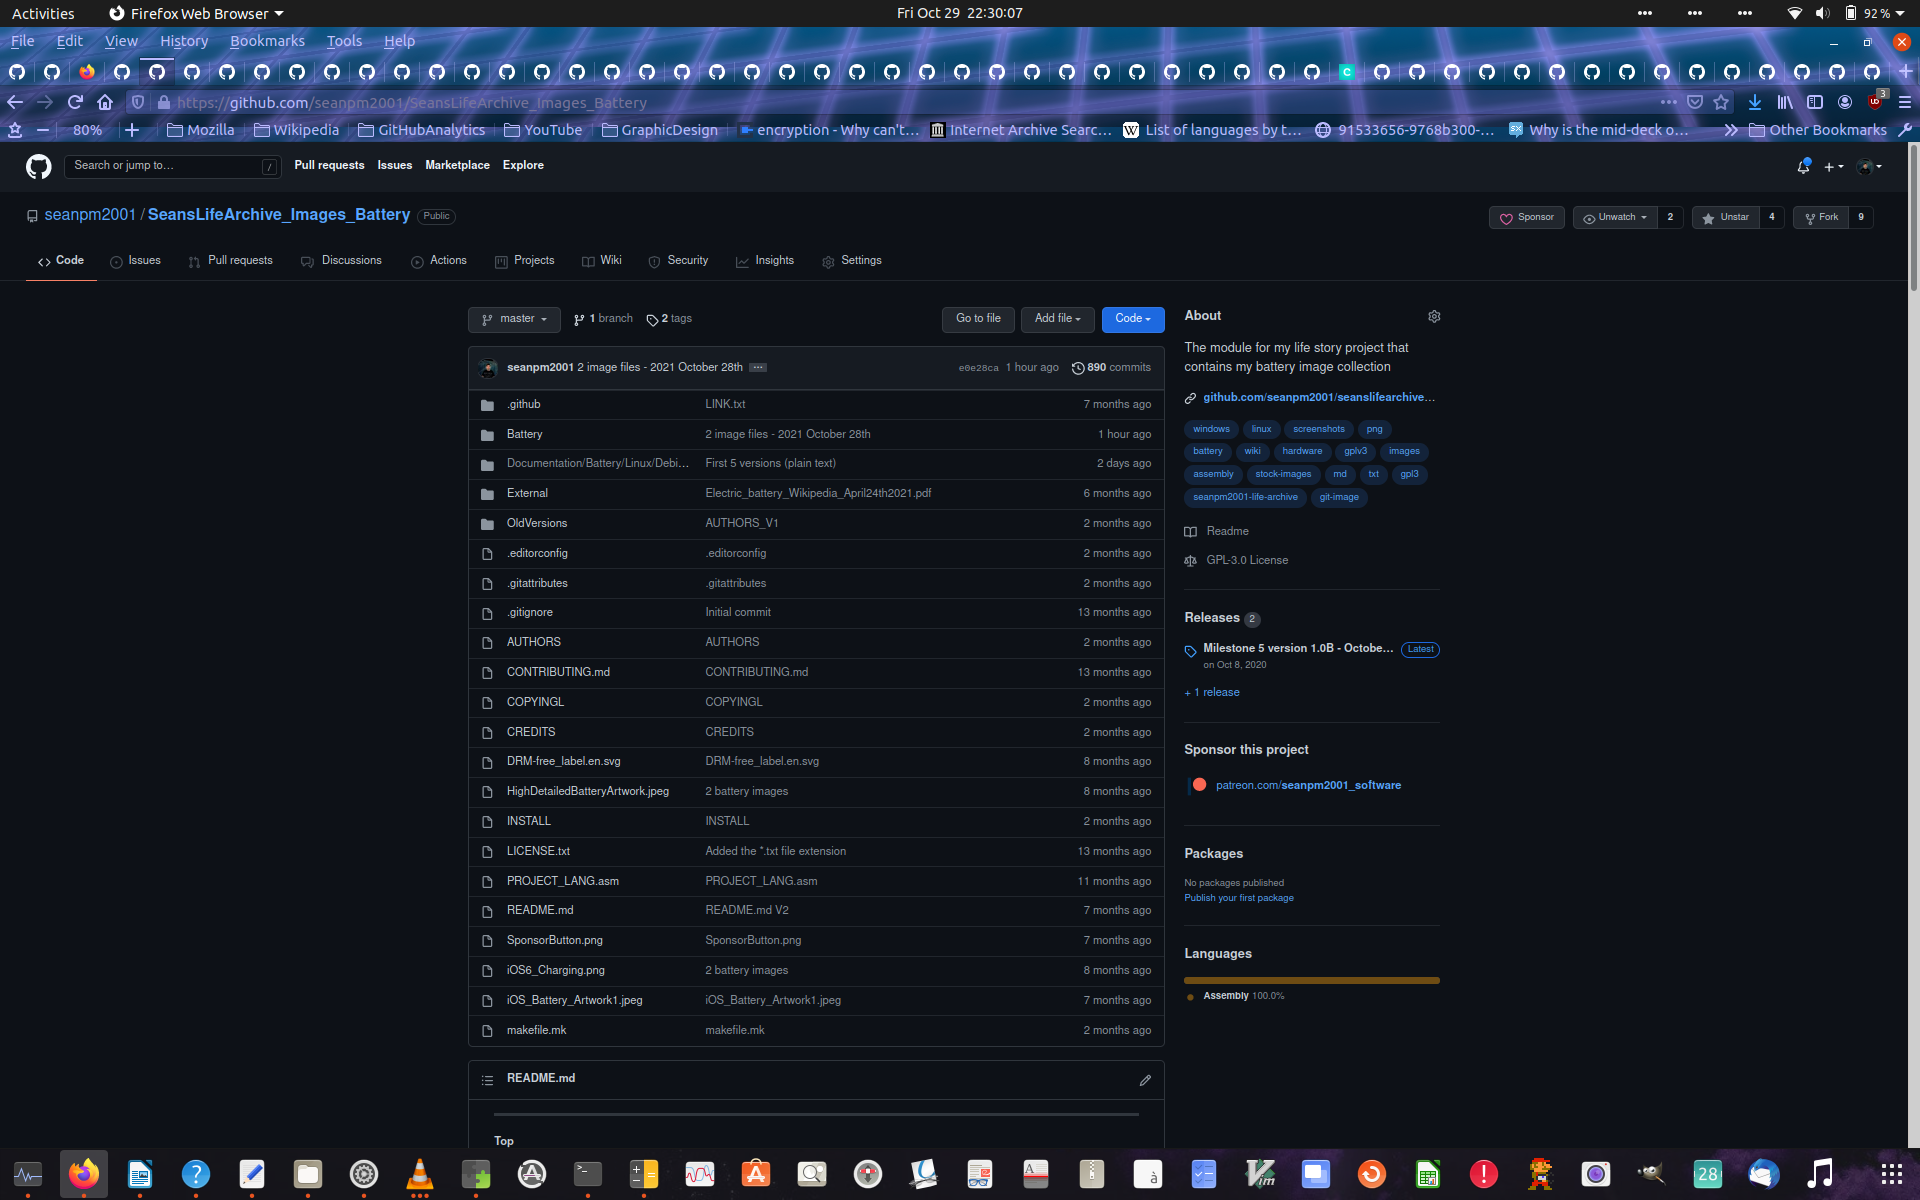 Activities Firefox Web Browser Fri Oct 29 22:30:07 92 %
File Edit View History Bookmarks Tools Help
https://github.com/seanpm2001/SeansLifeArchive_Images_Battery 3
80% Mozilla Wikipedia GitHubAnalytics YouTube GraphicDesign encryption - Why can't... Internet Archive Searc... List of languages by t... 91533656-9768b300-... Why is the mid-deck o... Other Bookmarks
Search or jump to... / Pull requests Issues Marketplace Explore
seanpm2001 / SeansLifeArchive_Images_Battery Public Sponsor Unwatch 2 Unstar 4 Fork 9
Code Issues Pull requests Discussions Actions Projects Wiki Security Insights Settings
master 1 branch 2 tags Go to file Add file Code
seanpm2001 2 image files - 2021 October 28th ... e0e28ca 1 hour ago 890 commits
.github LINK.txt 7 months ago
Battery 2 image files - 2021 October 28th 1 hour ago
Documentation/Battery/Linux/Debi... First 5 versions (plain text) 2 days ago
External Electric_battery_Wikipedia_April24th2021.pdf 6 months ago
OldVersions AUTHORS_V1 2 months ago
.editorconfig .editorconfig 2 months ago
.gitattributes .gitattributes 2 months ago
.gitignore Initial commit 13 months ago
AUTHORS AUTHORS 2 months ago
CONTRIBUTING.md CONTRIBUTING.md 13 months ago
COPYINGL COPYINGL 2 months ago
CREDITS CREDITS 2 months ago
DRM-free_label.en.svg DRM-free_label.en.svg 8 months ago
HighDetailedBatteryArtwork.jpeg 2 battery images 8 months ago
INSTALL INSTALL 2 months ago
LICENSE.txt Added the *.txt file extension 13 months ago
PROJECT_LANG.asm PROJECT_LANG.asm 11 months ago
README.md README.md V2 7 months ago
SponsorButton.png SponsorButton.png 7 months ago
iOS6_Charging.png 2 battery images 8 months ago
iOS_Battery_Artwork1.jpeg iOS_Battery_Artwork1.jpeg 7 months ago
makefile.mk makefile.mk 2 months ago
README.md
Top
About
The module for my life story project that
contains my battery image collection
github.com/seanpm2001/seanslifearchive...
windows linux screenshots png
battery wiki hardware gplv3 images
assembly stock-images md txt gpl3
seanpm2001-life-archive git-image
Readme
GPL-3.0 License
Releases 2
Milestone 5 version 1.0B - Octobe... Latest
on Oct 8, 2020
+ 1 release
Sponsor this project
patreon.com/seanpm2001_software
Packages
No packages published
Publish your first package
Languages
Assembly 100.0%
28